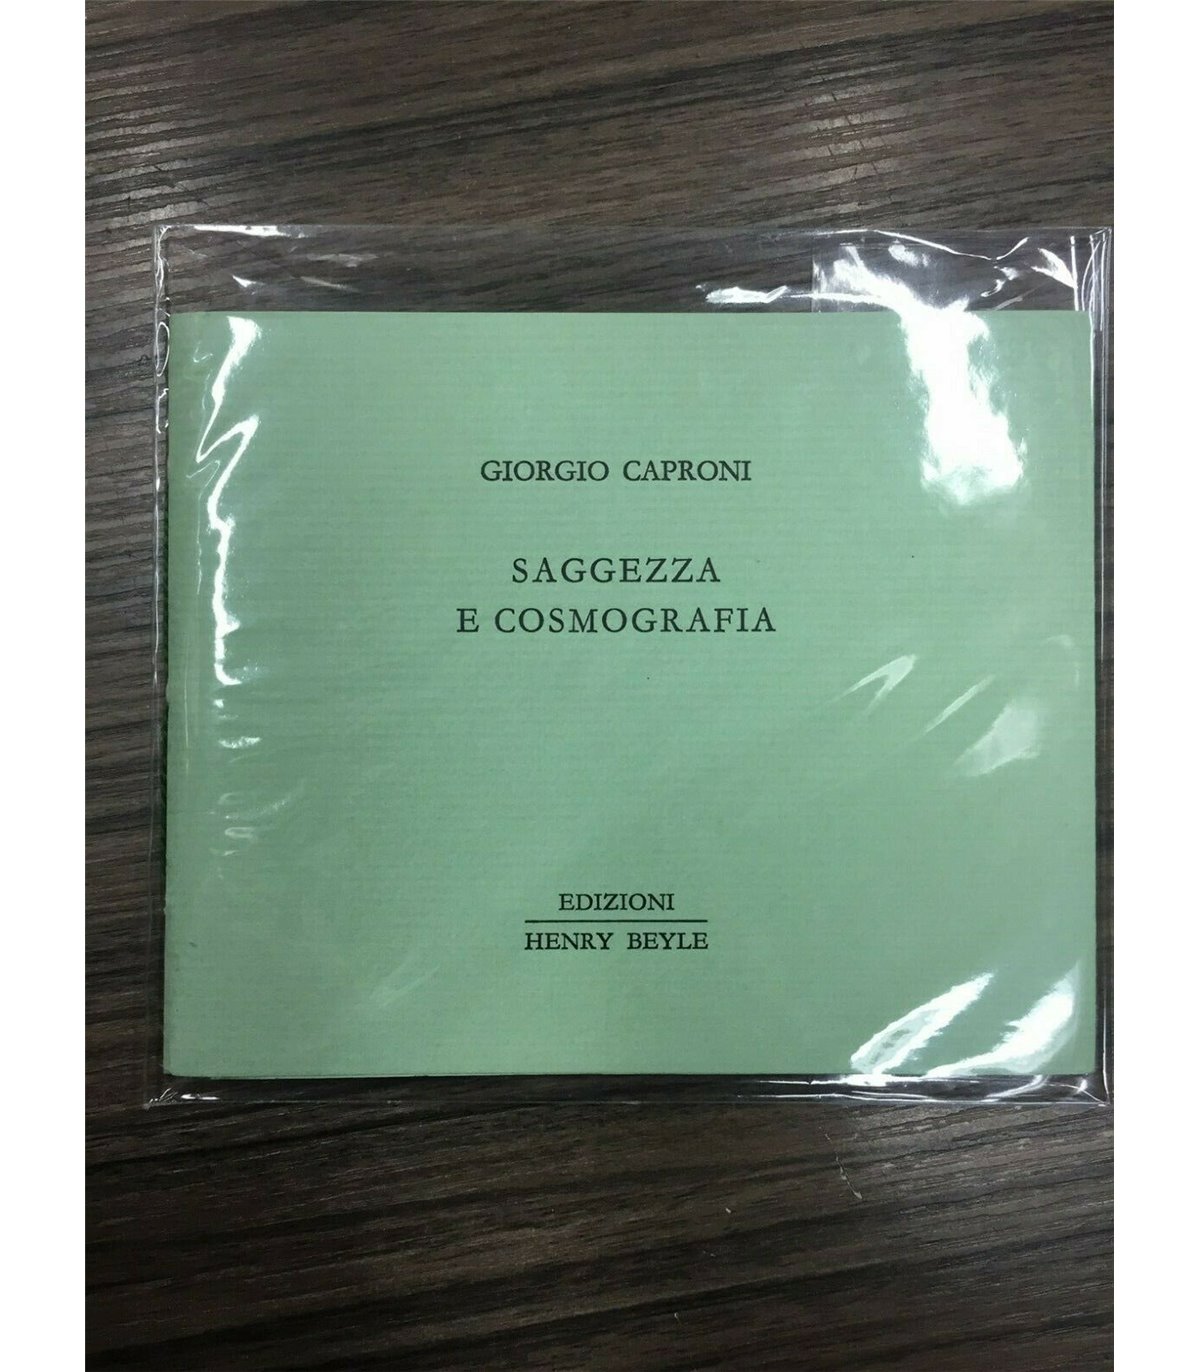 GIORGIO CAPRONI
SAGGEZZA
E COSMOGRAFIA
EDIZIONI
HENRY BEYLE